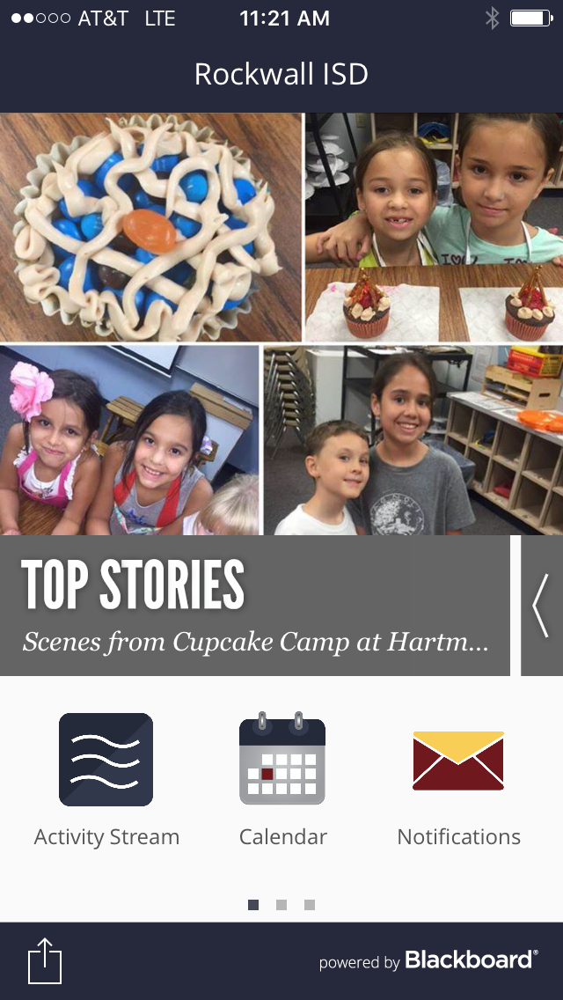 AT&T LTE 11:21 AM
Rockwall ISD
TOP STORIES
Scenes from Cupcake Camp at Hartm...
Activity Stream Calendar Notifications
powered by Blackboard®